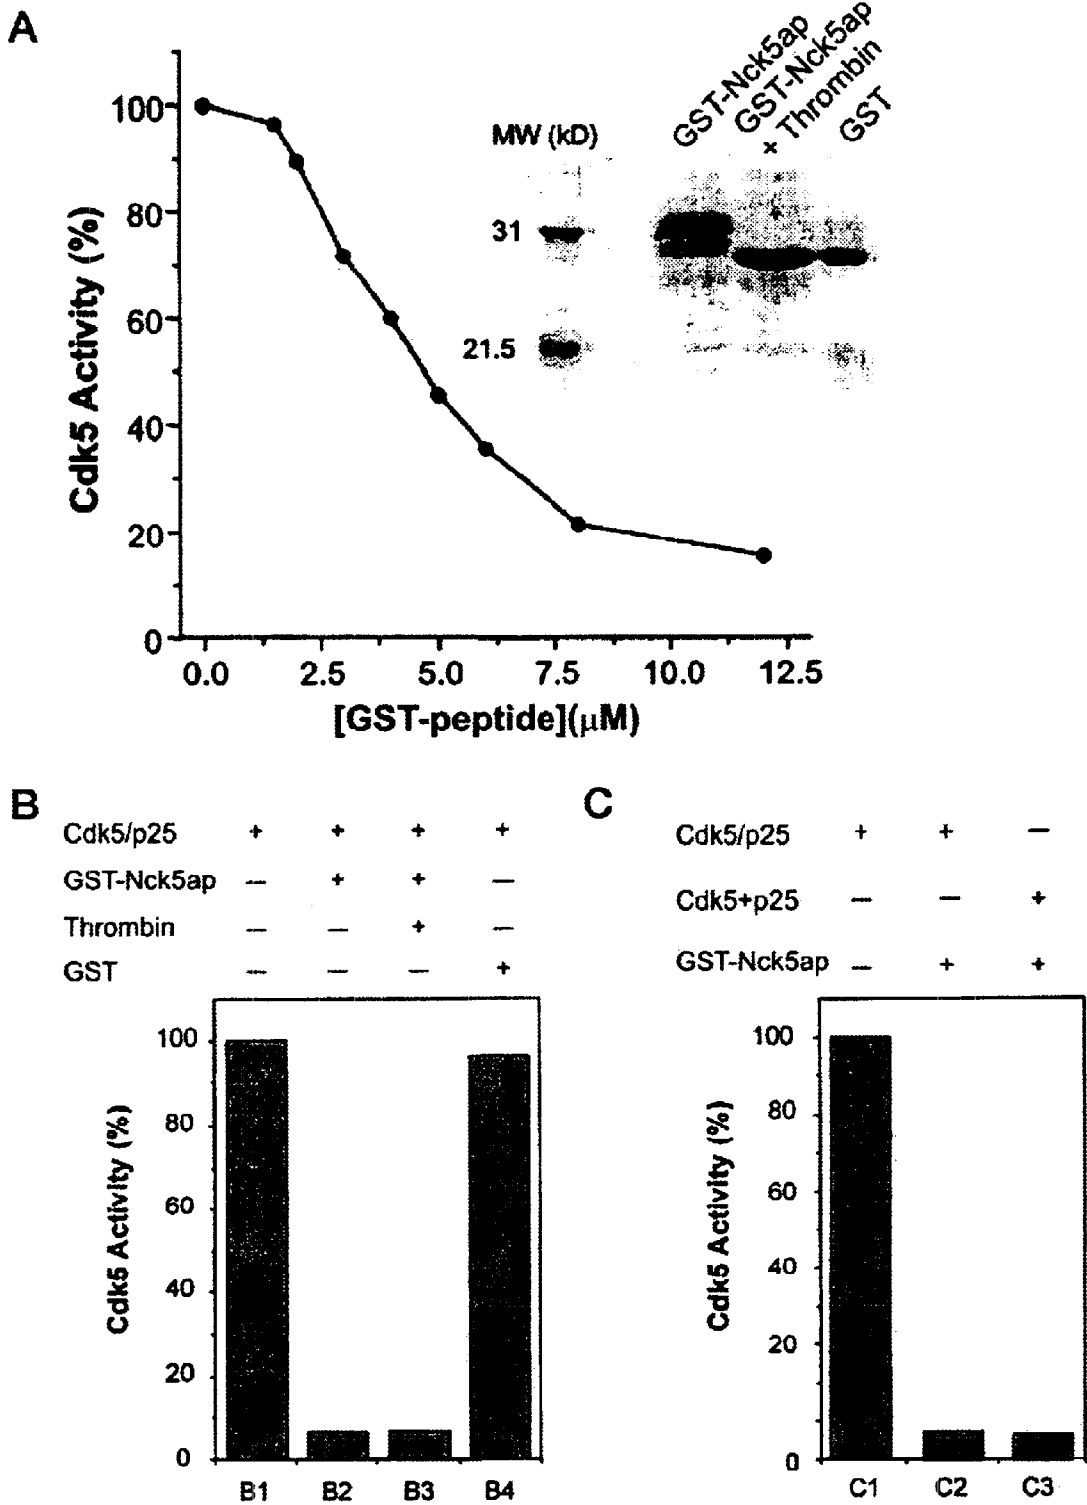 A
GST-Nck5ap
GST-Nck5ap
× Thrombin
GST
MW (kD)
31
21.5
Cdk5 Activity (%)
100
80
60
40
20
0
0.0 2.5 5.0 7.5 10.0 12.5
[GST-peptide](μM)
B
Cdk5/p25 + + + +
GST-Nck5ap — + + —
Thrombin — — + —
GST — — — +
Cdk5 Activity (%)
100
80
60
40
20
0
B1 B2 B3 B4
C
Cdk5/p25 + + —
Cdk5+p25 — — +
GST-Nck5ap — + +
Cdk5 Activity (%)
100
80
60
40
20
0
C1 C2 C3